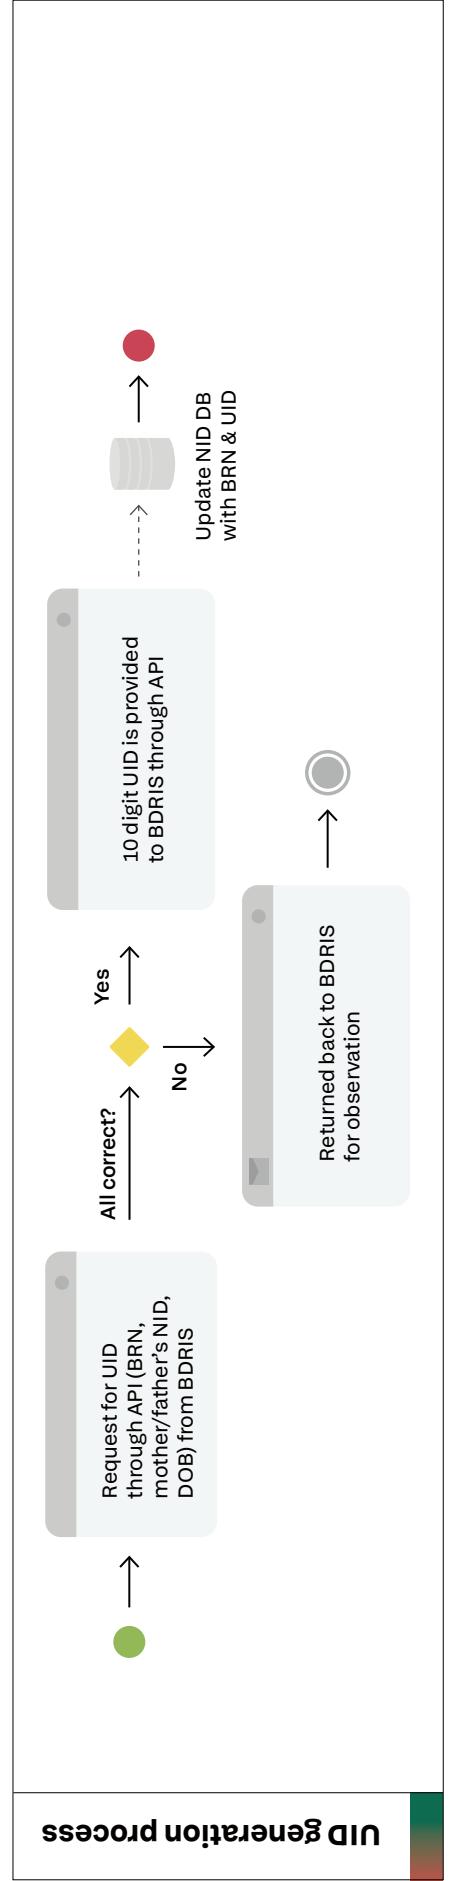 UID generation process
Request for UID
through API (BRN,
mother/father's NID,
DOB) from BDRIS
All correct?
Yes
No
10 digit UID is provided
to BDRIS through API
Update NID DB
with BRN & UID
Returned back to BDRIS
for observation